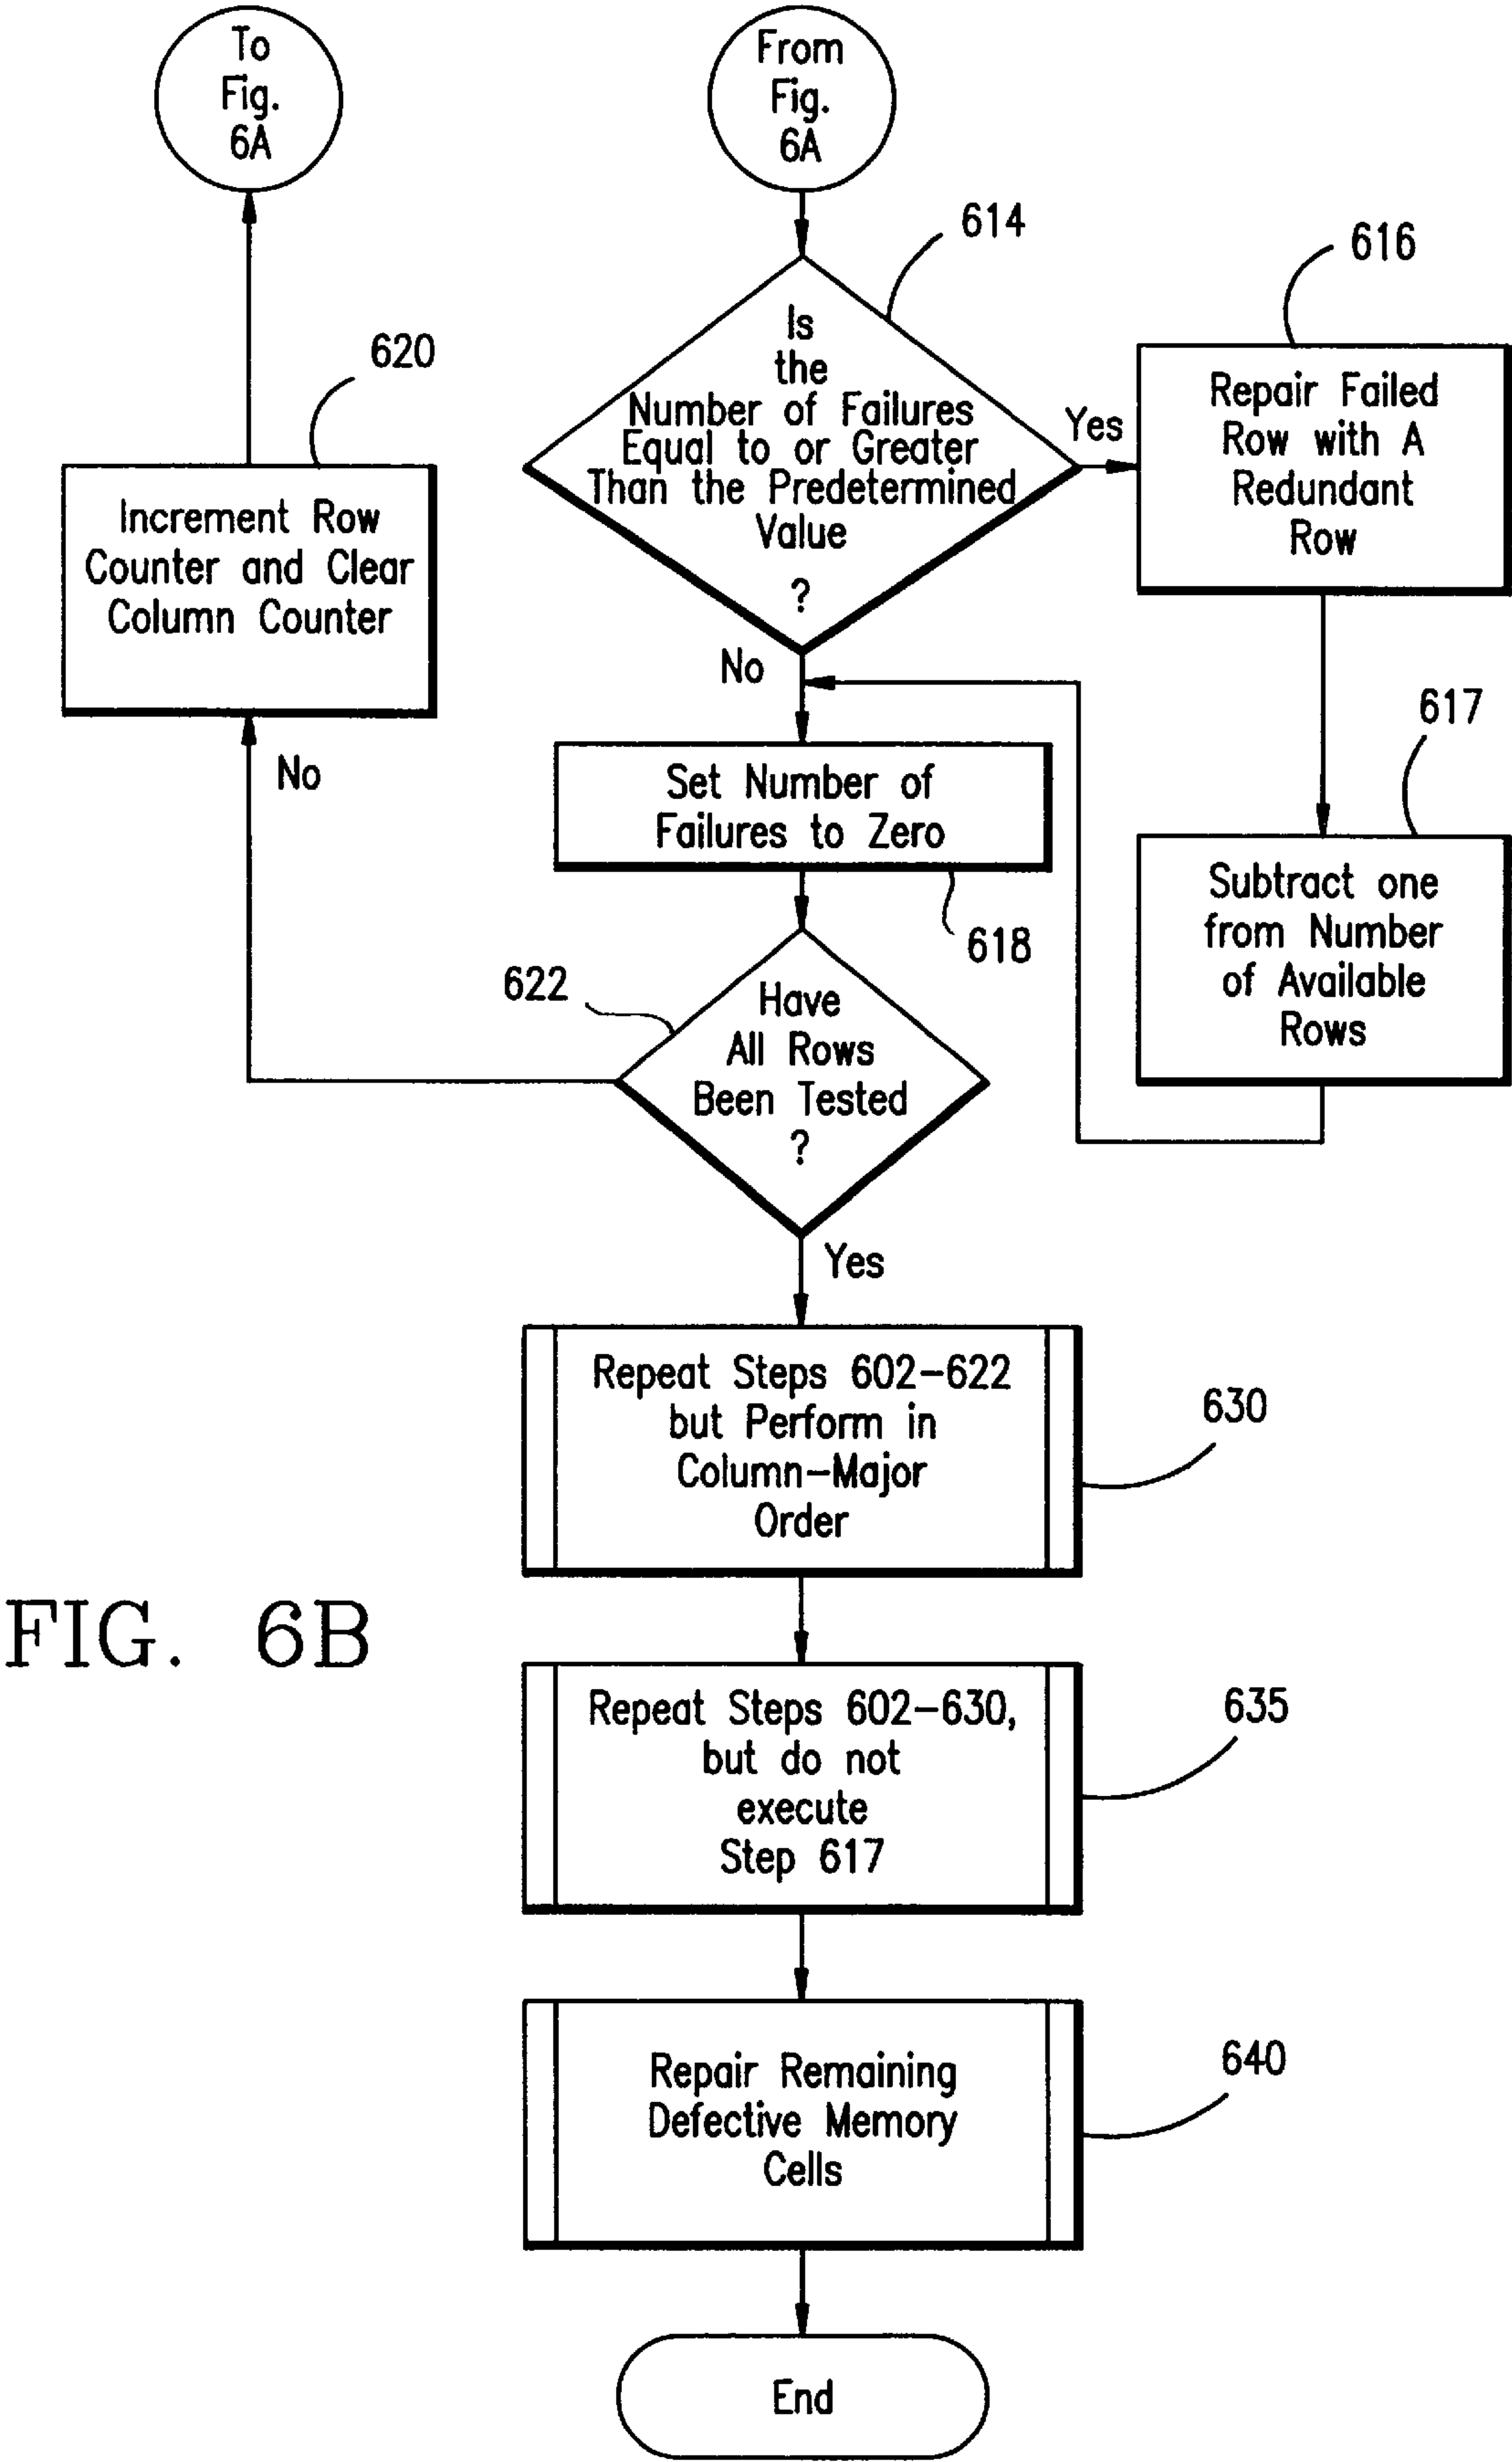 To
Fig.
6A
From
Fig.
6A
614
Is
the
Number of Failures
Equal to or Greater
Than the Predetermined
Value
?
Yes
616
Repair Failed
Row with A
Redundant
Row
620
Increment Row
Counter and Clear
Column Counter
No
617
Subtract one
from Number
of Available
Rows
No
Set Number of
Failures to Zero
618
622
Have
All Rows
Been Tested
?
Yes
Repeat Steps 602-622
but Perform in
Column-Major
Order
630
FIG. 6B
Repeat Steps 602-630,
but do not
execute
Step 617
635
Repair Remaining
Defective Memory
Cells
640
End